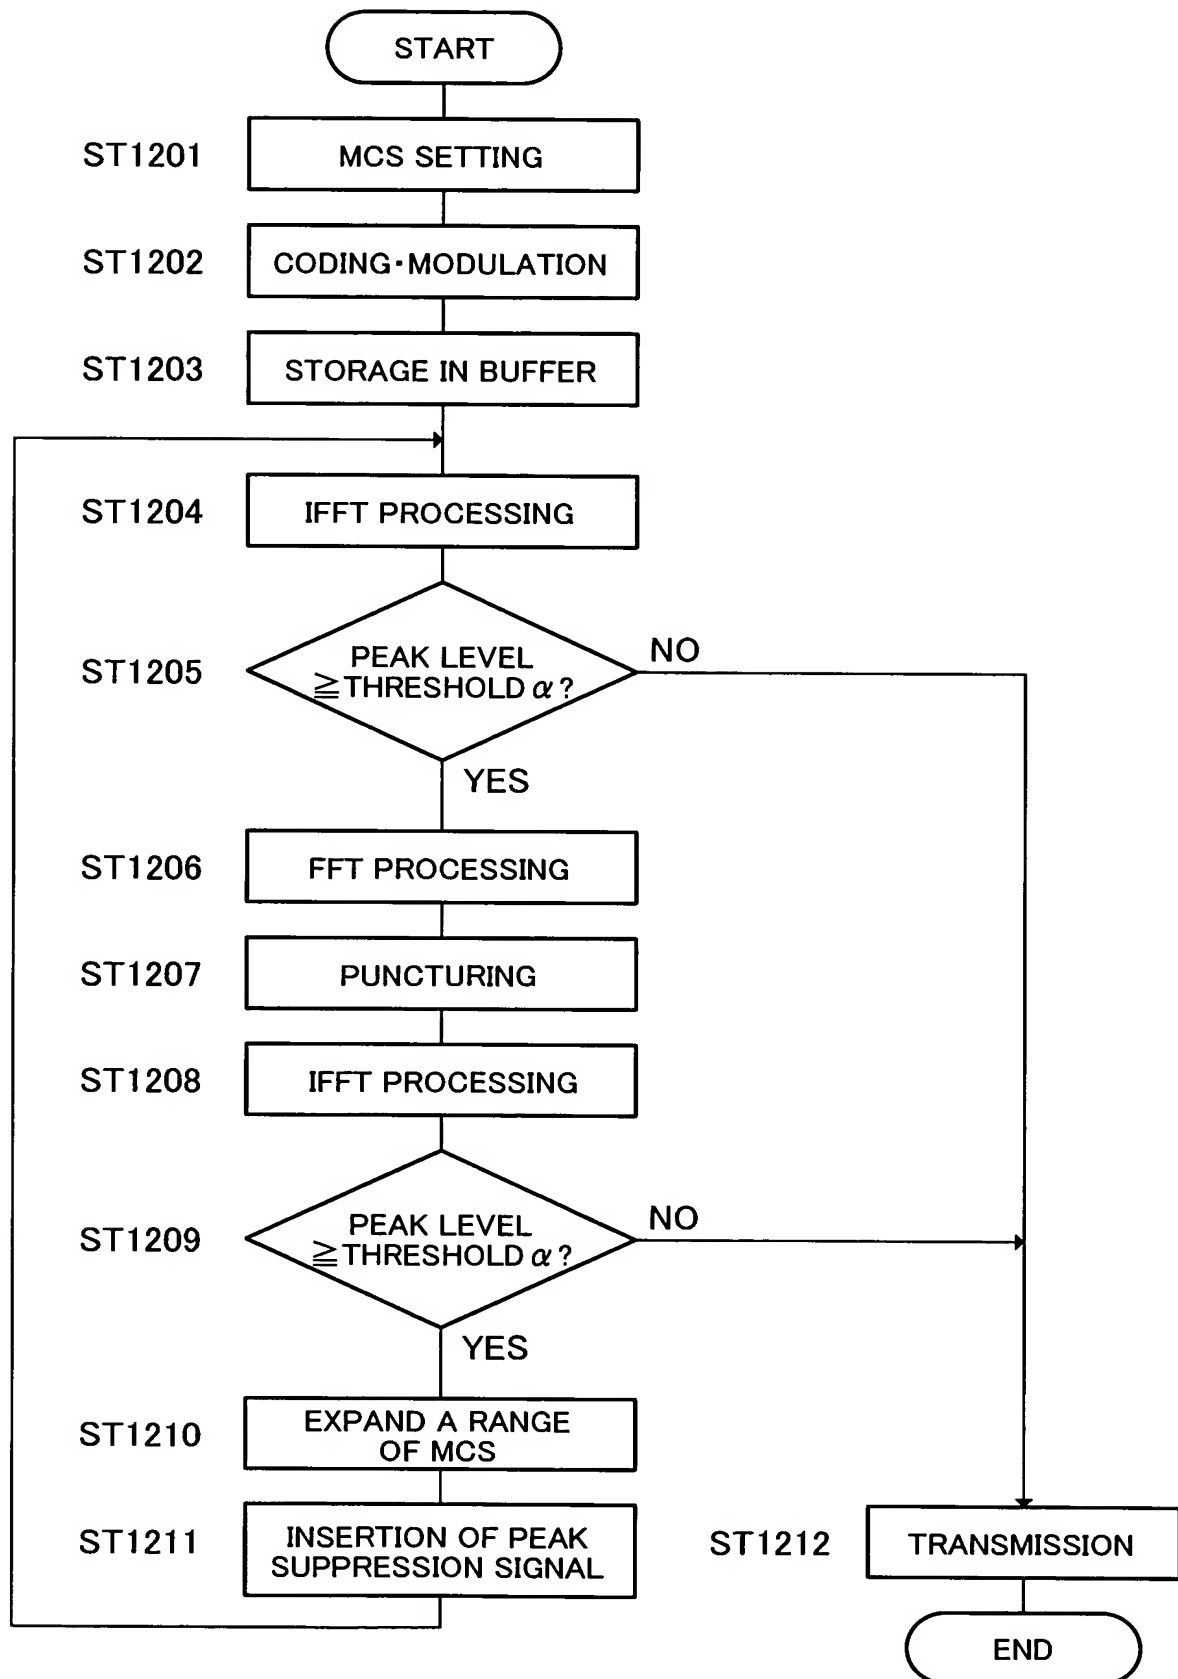 START
ST1201
MCS SETTING
ST1202
CODING・MODULATION
ST1203
STORAGE IN BUFFER
ST1204
IFFT PROCESSING
ST1205
PEAK LEVEL
≧THRESHOLD α?
NO
YES
ST1206
FFT PROCESSING
ST1207
PUNCTURING
ST1208
IFFT PROCESSING
ST1209
PEAK LEVEL
≧THRESHOLD α?
NO
YES
ST1210
EXPAND A RANGE
OF MCS
ST1211
INSERTION OF PEAK
SUPPRESSION SIGNAL
ST1212
TRANSMISSION
END